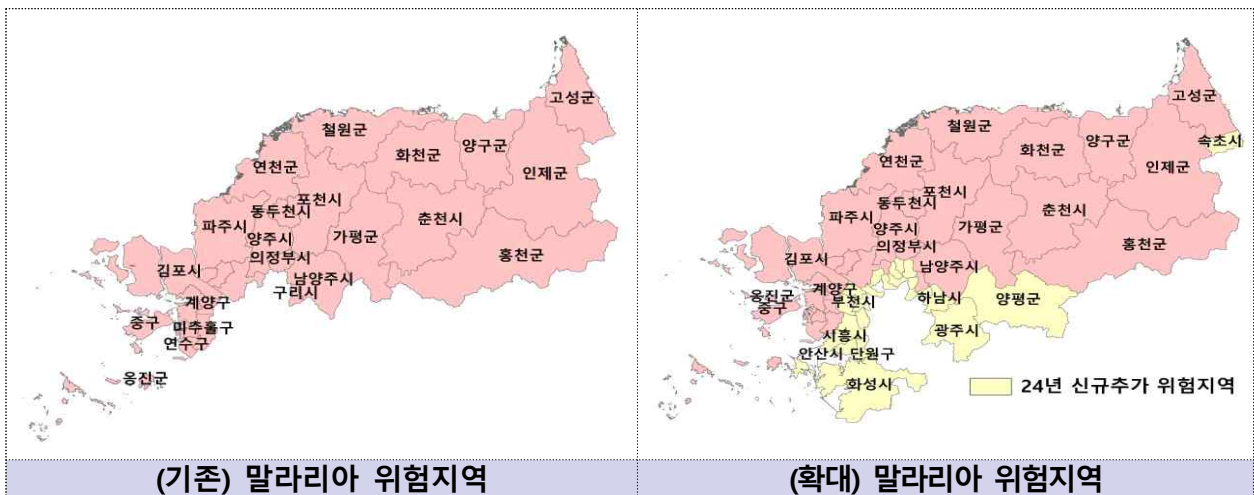 고성군
철원군
양구군
화천군
연천군
인제군
포천시
동두천시
춘천시
파주시
양주시
가평군
의정부시
홍천군
김포시
남양주시
구리시
계양구
중구
미추홀구
연수구
옹진군
(기존) 말라리아 위험지역
고성군
철원군
속초시
양구군
화천군
연천군
인제군
포천시
동두천시
춘천시
파주시
양주시
가평군
의정부시
홍천군
김포시
남양주시
계양구
옹진군
부천시
하남시
양평군
중구
광주시
서흥시
안산시 단원구
화성시
24년 신규추가 위험지역
(확대) 말라리아 위험지역